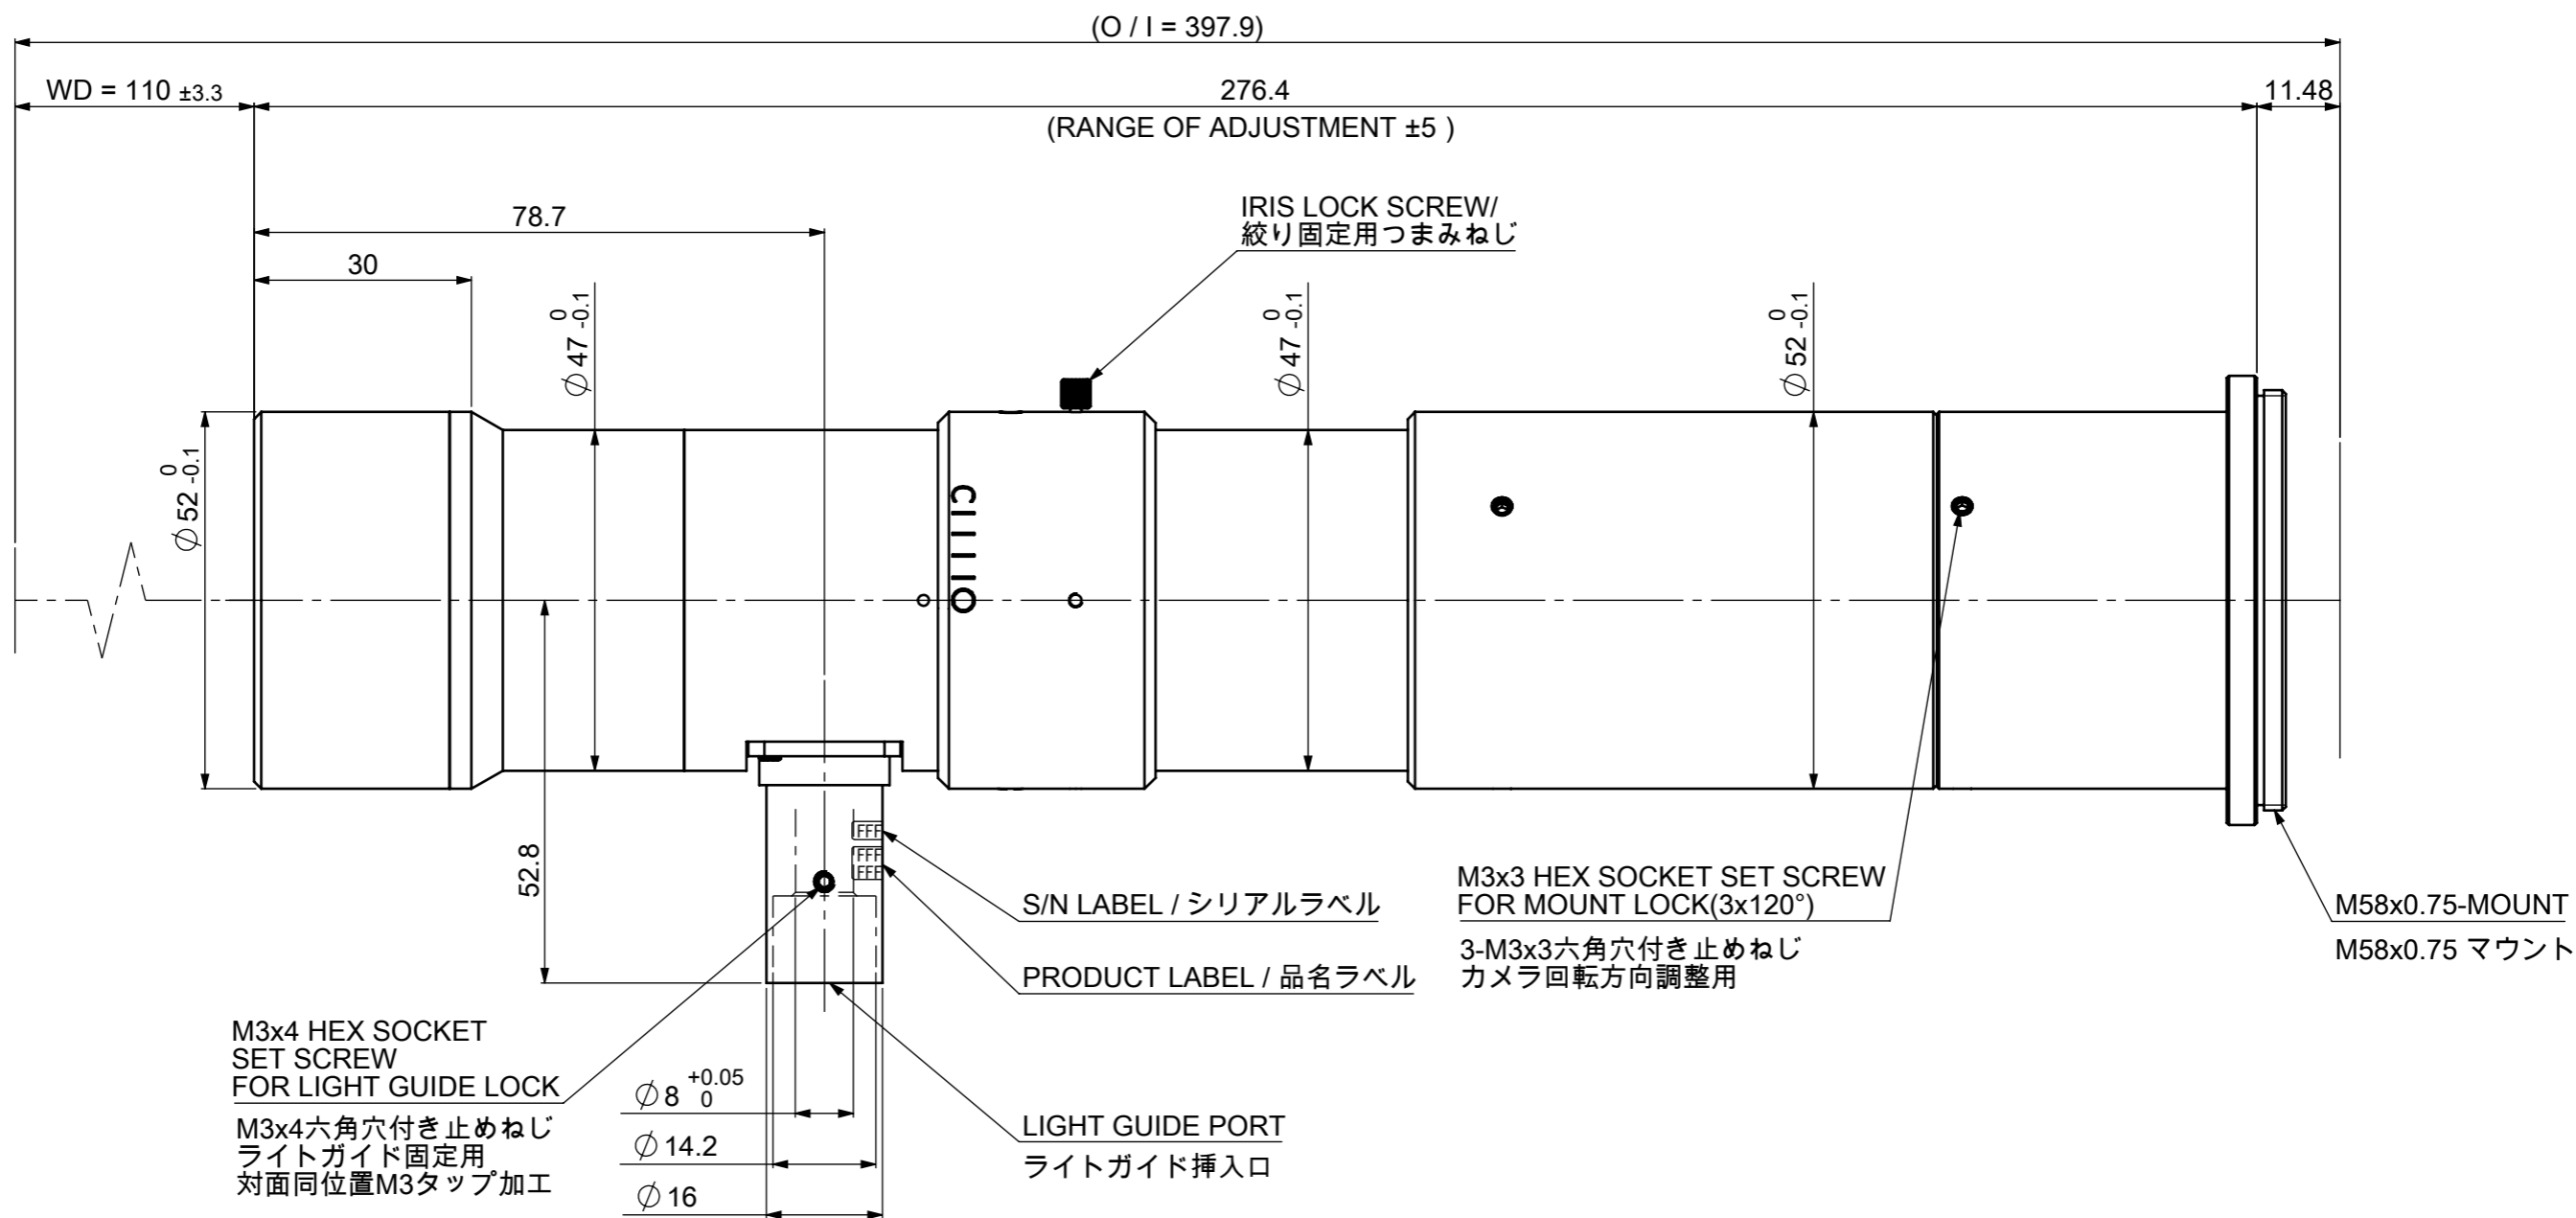 (O / I = 397.9)
WD = 110 ±3.3
276.4
11.48
(RANGE OF ADJUSTMENT ±5 )
78.7
30
IRIS LOCK SCREW/
絞り固定用つまみねじ
⌀47 0 -0.1
⌀47 0 -0.1
⌀52 0 -0.1
⌀52 0 -0.1
C
O
52.8
FFF
FFF
FFF
S/N LABEL / シリアルラベル
PRODUCT LABEL / 品名ラベル
M3x3 HEX SOCKET SET SCREW
FOR MOUNT LOCK(3x120°)
3-M3x3六角穴付き止めねじ
カメラ回転方向調整用
M58x0.75-MOUNT
M58x0.75 マウント
M3x4 HEX SOCKET
SET SCREW
FOR LIGHT GUIDE LOCK
M3x4六角穴付き止めねじ
ライトガイド固定用
対面同位置M3タップ加工
⌀8 +0.05 0
⌀14.2
⌀16
LIGHT GUIDE PORT
ライトガイド挿入口